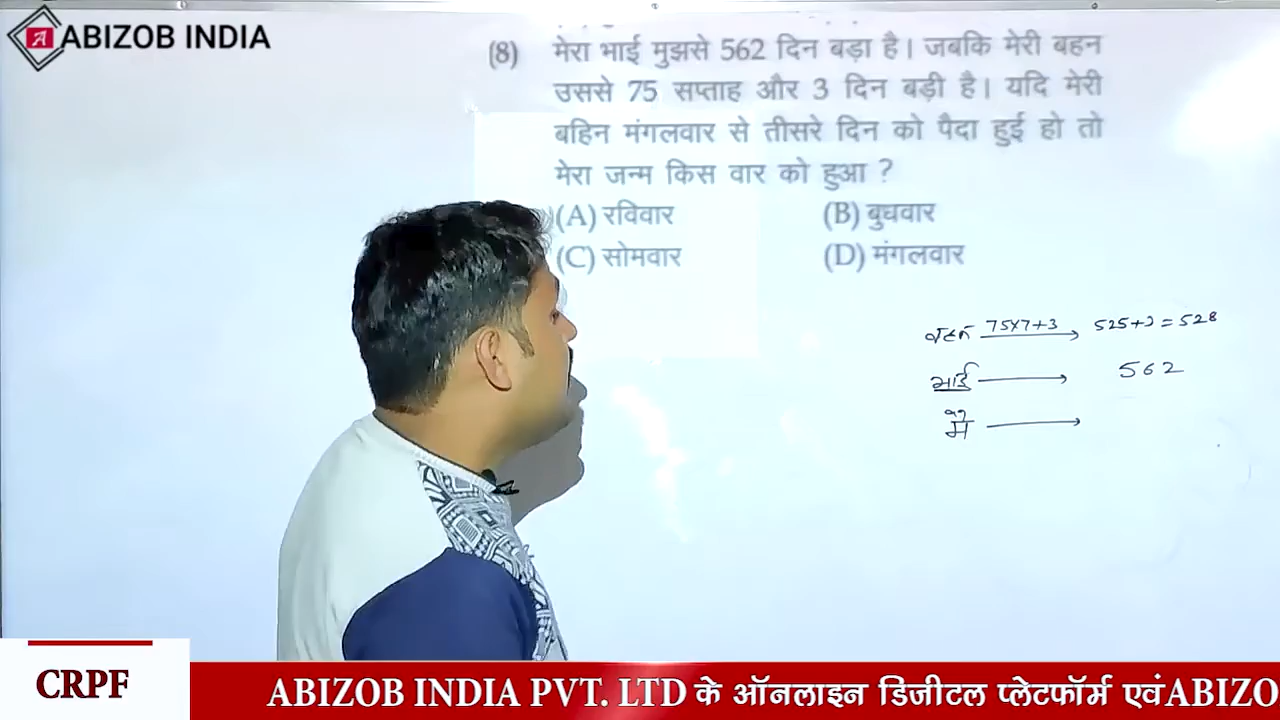 ABIZOB INDIA
(8) मेरा भाई मुझसे 562 दिन बड़ा है। जबकि मेरी बहन
उससे 75 सप्ताह और 3 दिन बड़ी है। यदि मेरी
बहिन मंगलवार से तीसरे दिन को पैदा हुई हो तो
मेरा जन्म किस वार को हुआ ?
(A) रविवार (B) बुधवार
(C) सोमवार (D) मंगलवार
बहन 75x7+3 525+3=528
भाई 562
मैं
CRPF
ABIZOB INDIA PVT. LTD के ऑनलाइन डिजीटल प्लेटफॉर्म एवं ABIZO